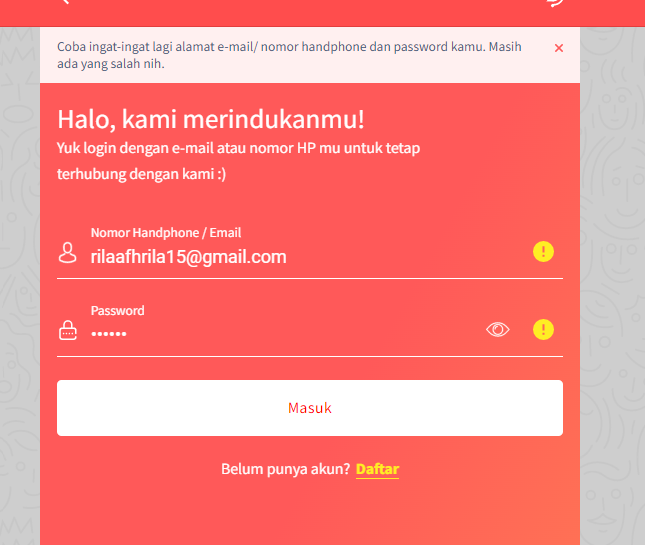 Coba ingat-ingat lagi alamat e-mail/ nomor handphone dan password kamu. Masih
ada yang salah nih.
Halo, kami merindukanmu!
Yuk login dengan e-mail atau nomor HP mu untuk tetap
terhubung dengan kami :)
Nomor Handphone / Email
rilaafhrila15@gmail.com
Password
••••••
Masuk
Belum punya akun? Daftar